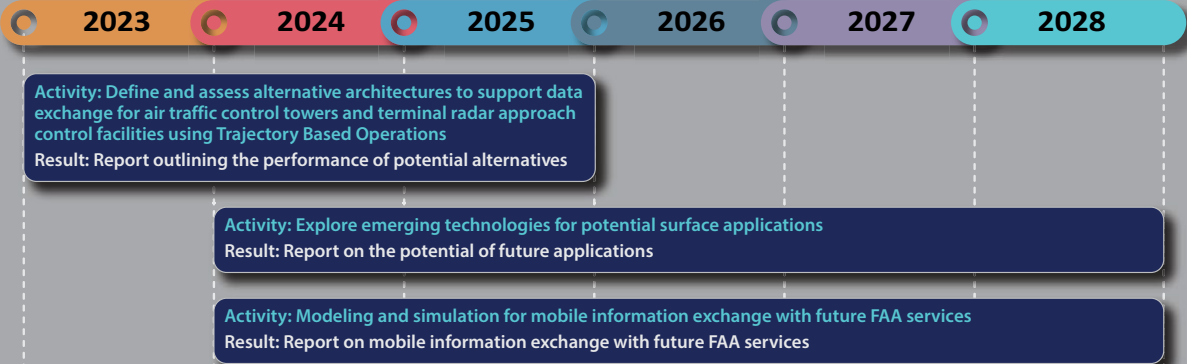 2023 2024 2025 2026 2027 2028
Activity: Define and assess alternative architectures to support data
exchange for air traffic control towers and terminal radar approach
control facilities using Trajectory Based Operations
Result: Report outlining the performance of potential alternatives
Activity: Explore emerging technologies for potential surface applications
Result: Report on the potential of future applications
Activity: Modeling and simulation for mobile information exchange with future FAA services
Result: Report on mobile information exchange with future FAA services